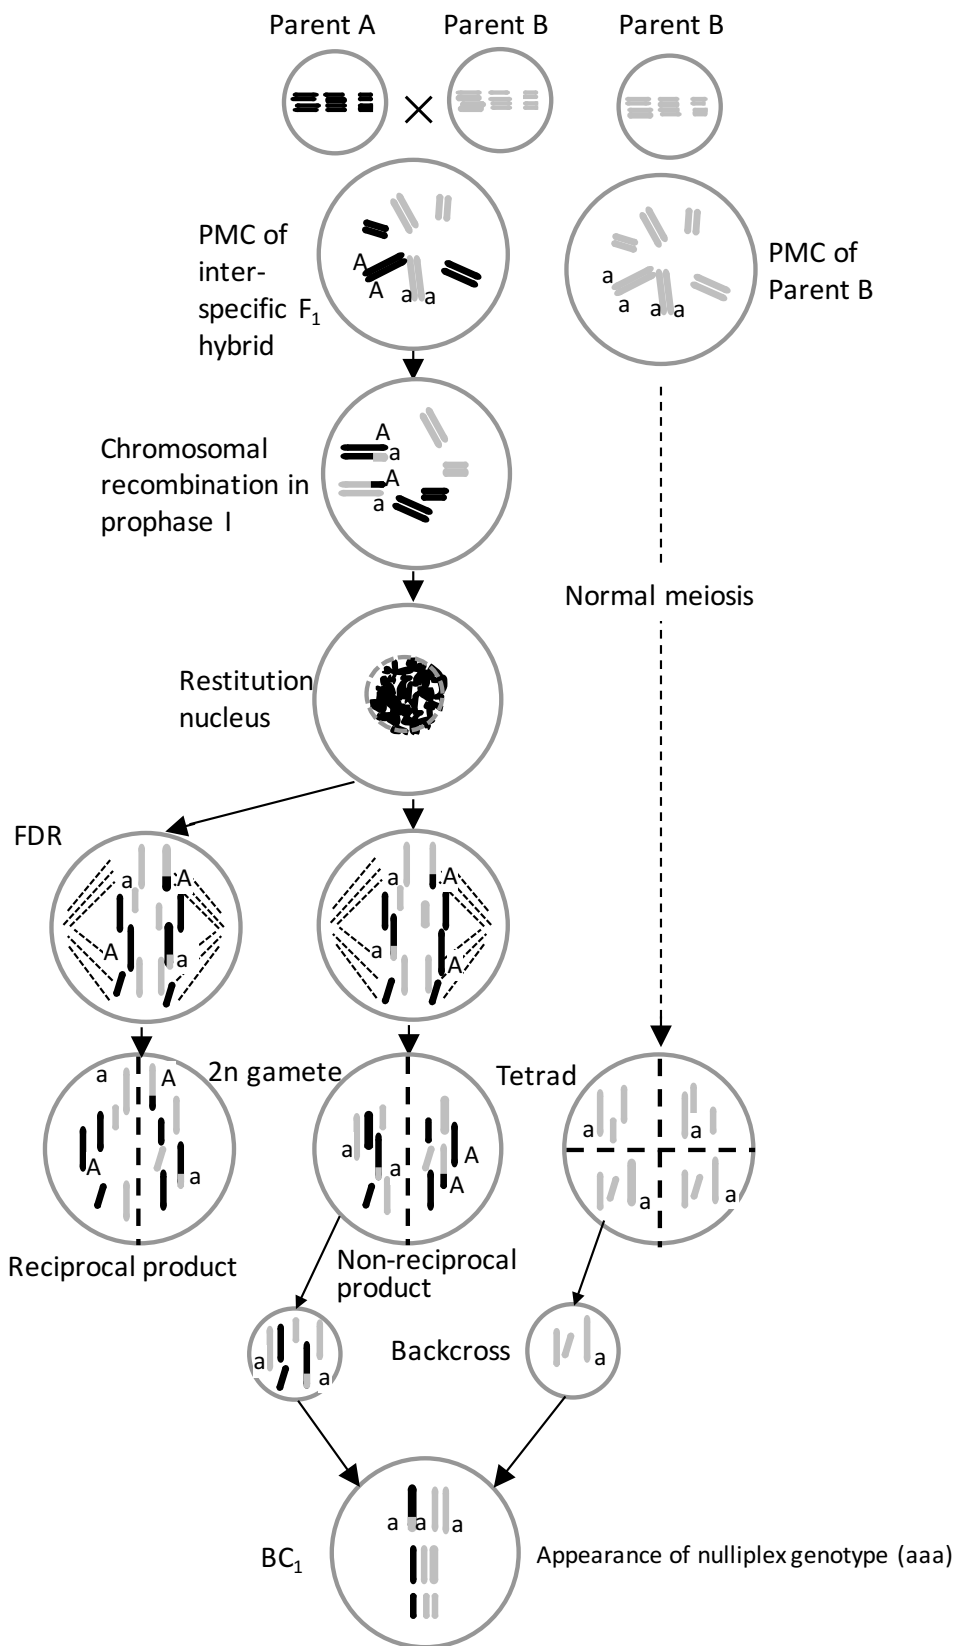 Parent A
Parent B
Parent B
PMC of
inter-
specific F₁
hybrid
A
A
a a
PMC of
Parent B
a
a
a a
Chromosomal
recombination in
prophase I
A
a
A
a
Normal meiosis
Restitution
nucleus
FDR
a
A
A
a
a
A
a
A
2n gamete
Tetrad
a
A
A
a
a
a
A
A
a
a
a
a
Reciprocal product
Non-reciprocal
product
a
a
Backcross
a
a a a
BC₁
Appearance of nulliplex genotype (aaa)